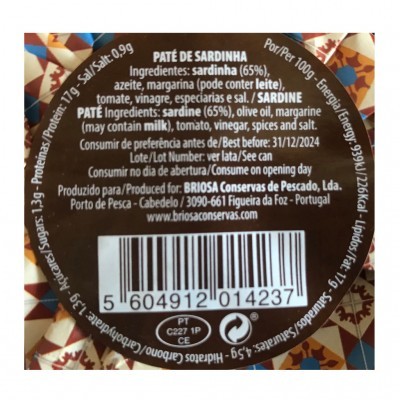 PATÉ DE SARDINHA
Ingredientes: sardinha (65%),
azeite, margarina (pode conter leite),
tomate, vinagre, especiarias e sal. / SARDINE
PATÉ Ingredients: sardine (65%), olive oil, margarine
(may contain milk), tomato, vinegar, spices and salt.
Consumir de preferência antes de/Best before: 31/12/2024
Lote/Lot Number: ver lata/See can
Consumir no dia de abertura/Consume on opening day
Produzido para/Produced for: BRIOSA Conservas de Pescado, Lda.
Porto de Pesca - Cabedelo / 3090-661 Figueira da Foz - Portugal
www.briosaconservas.com
5 604912 014237
PT
C227 1P
CE
Por/Per 100g - Energia/Energy: 939kJ/226Kcal - Lípidos/Fat: 17g - Saturados/Saturates: 4,5g - Hidratos Carbono/Carbohydrate: 1,3g - Açúcares/Sugars: 1,3g - Proteínas/Protein: 17g - Sal/Salt: 0,9g